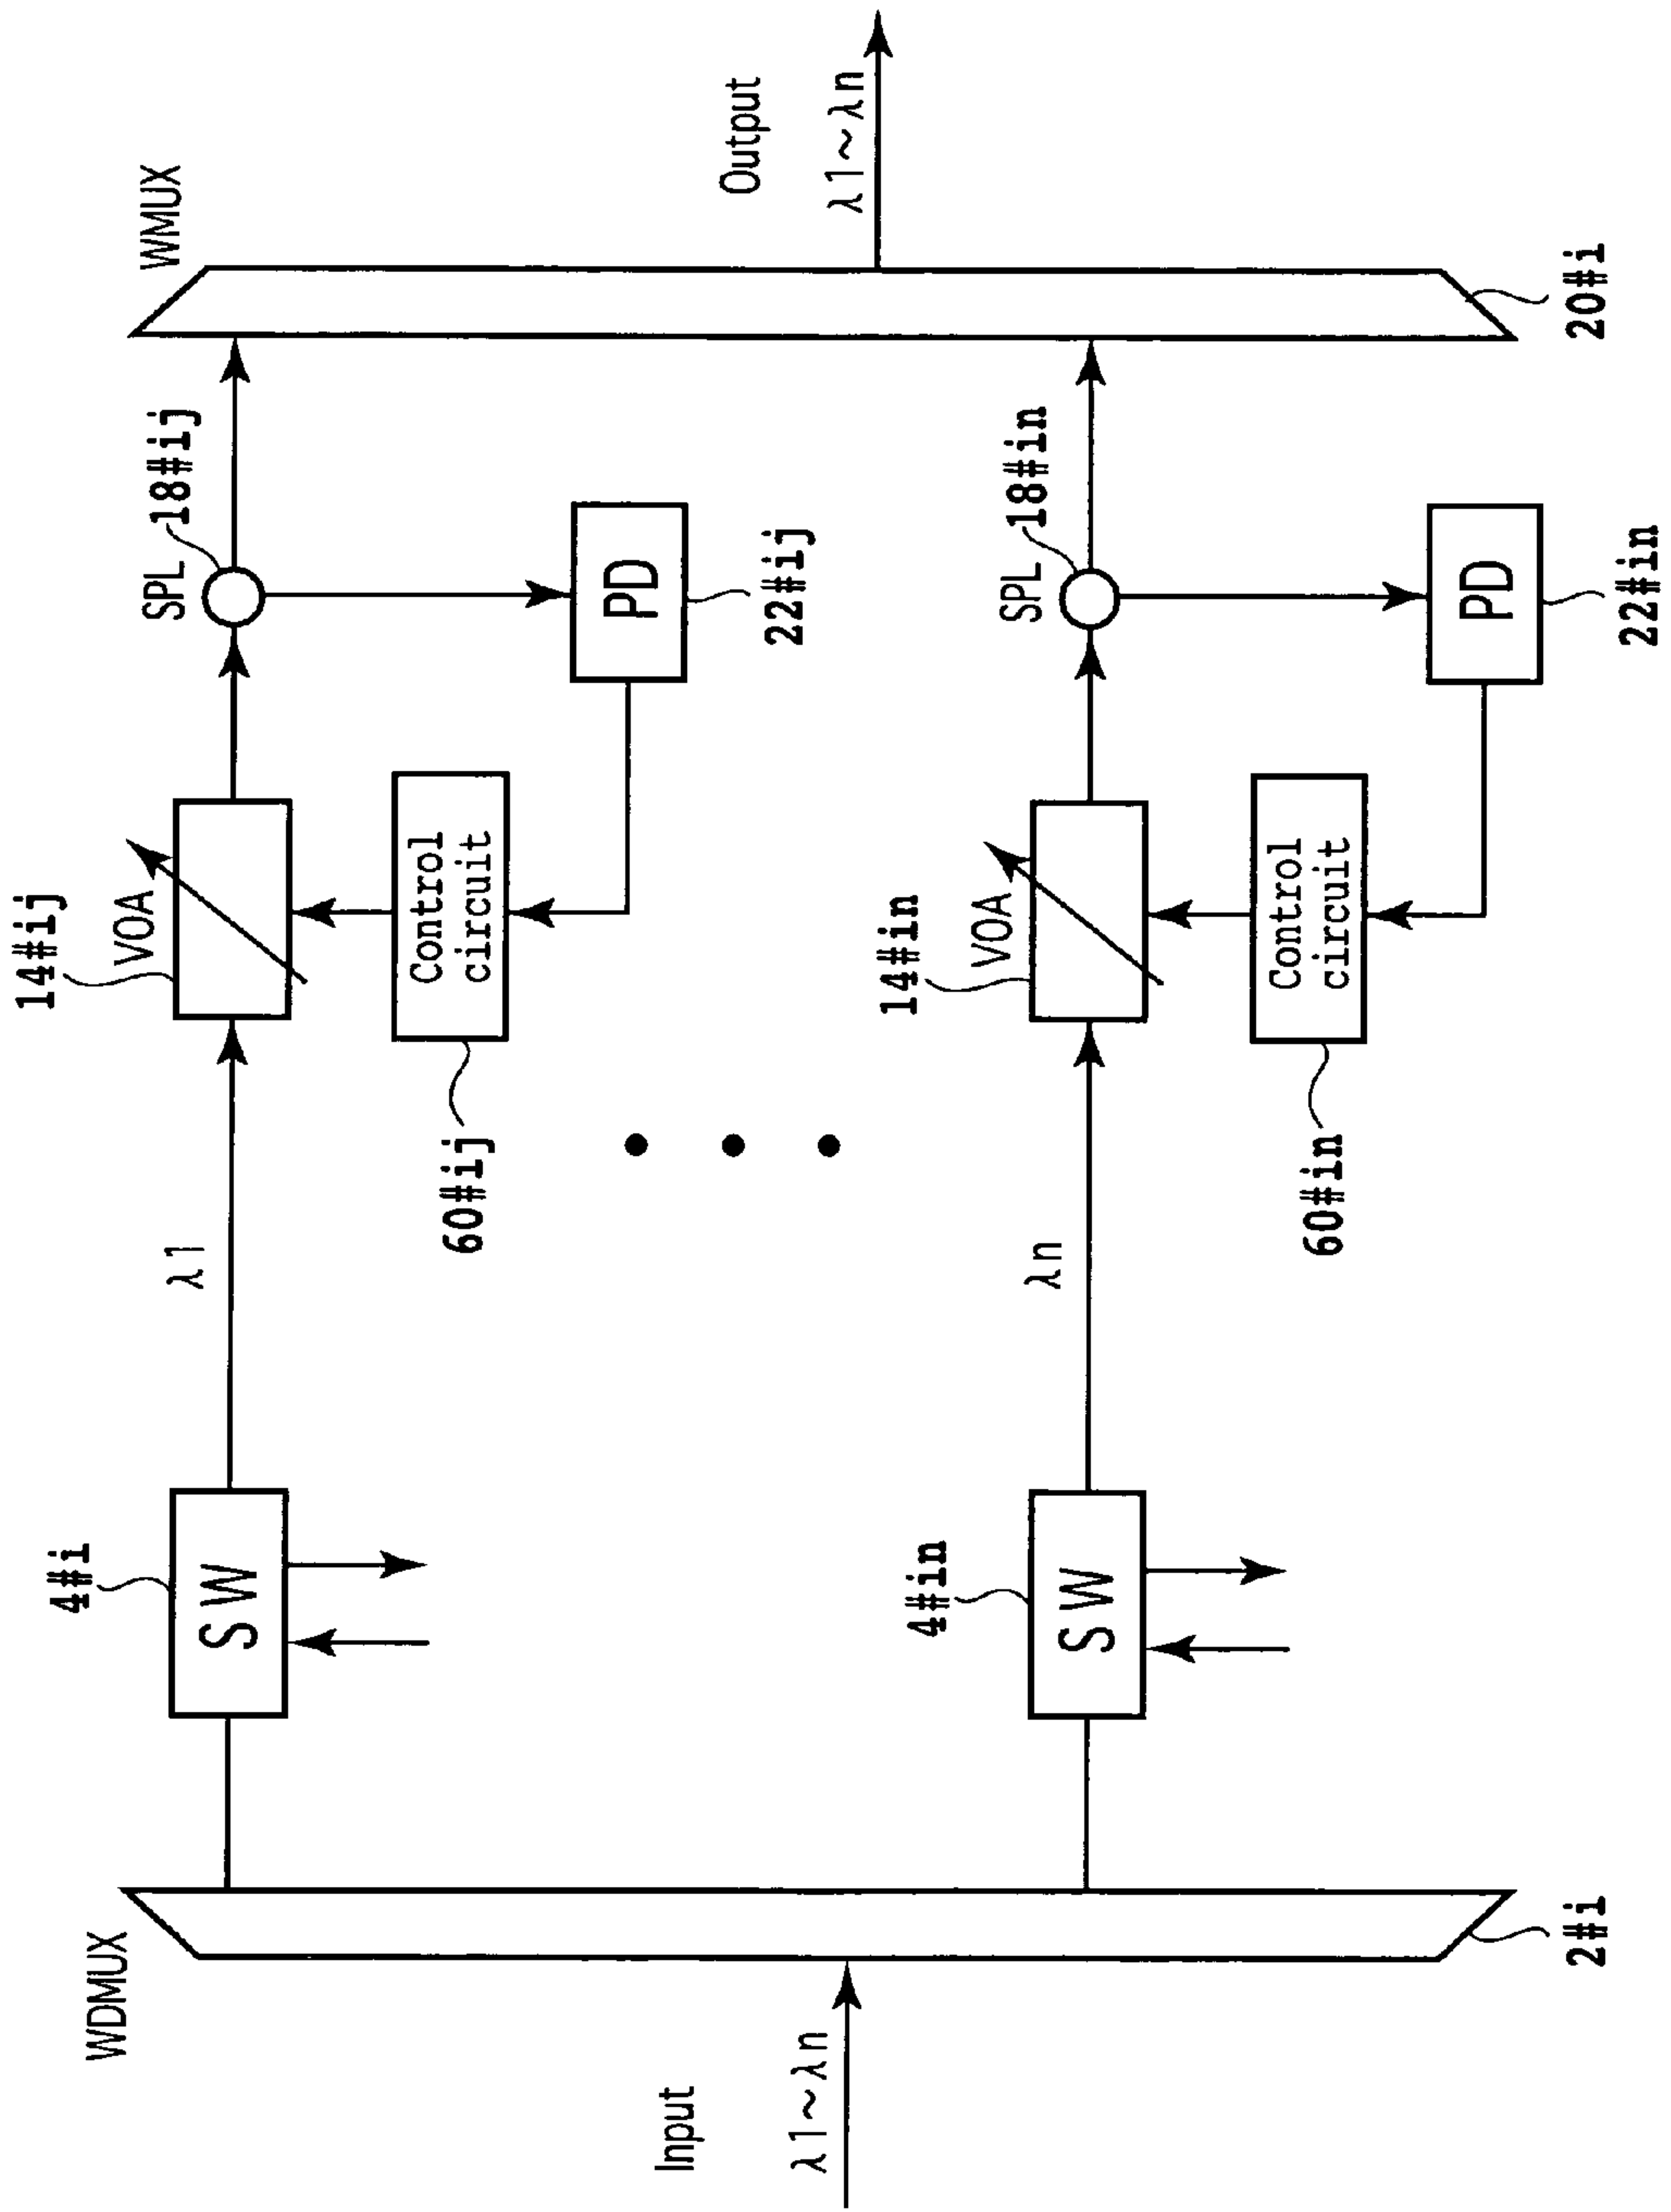 WDMUX
WMUX
Input
λ1~λn
Output
λ1~λn
4#i
SW
λ1
14#ij
VOA
SPL
18#ij
Control
circuit
60#ij
PD
22#ij
4#in
SW
λn
14#in
VOA
SPL
18#in
Control
circuit
60#in
PD
22#in
2#i
20#i